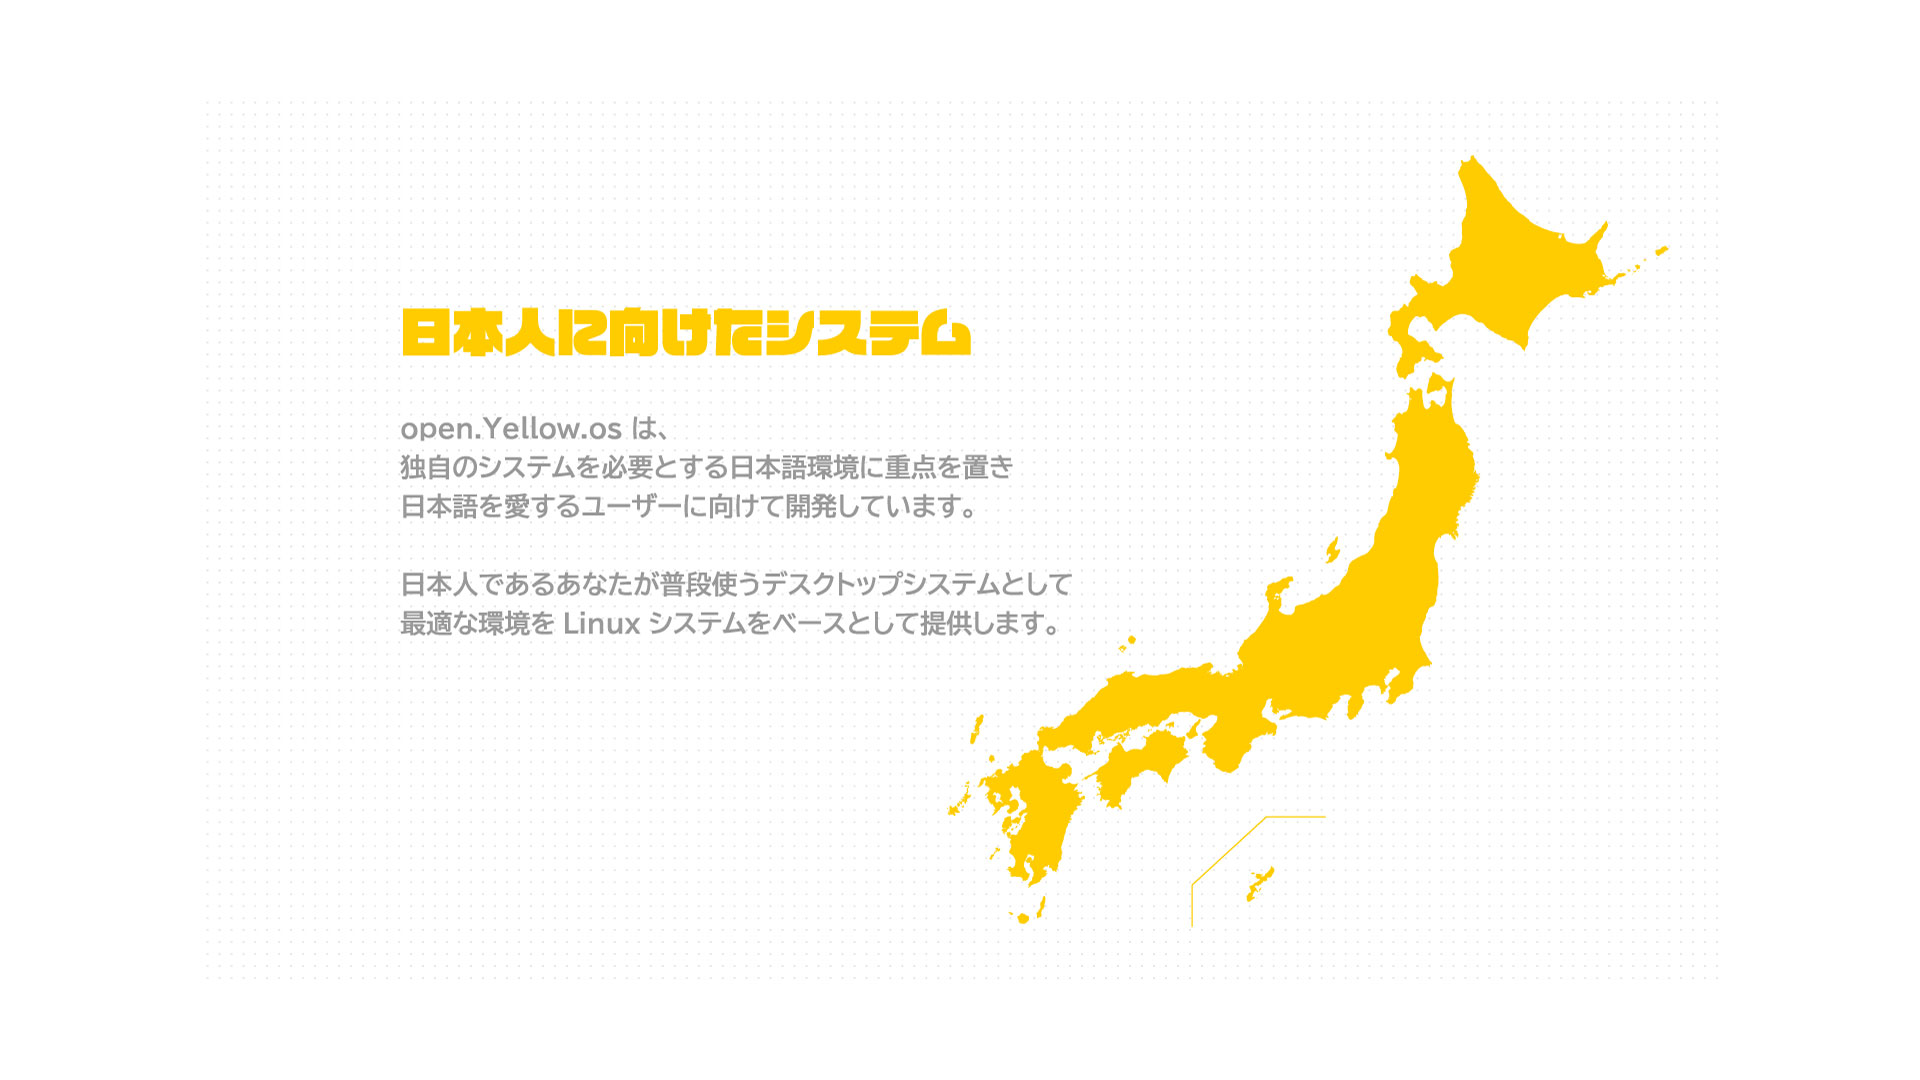 日本人に向けたシステム
open.Yellow.os は、
独自のシステムを必要とする日本語環境に重点を置き
日本語を愛するユーザーに向けて開発しています。
日本人であるあなたが普段使うデスクトップシステムとして
最適な環境を Linux システムをベースとして提供します。